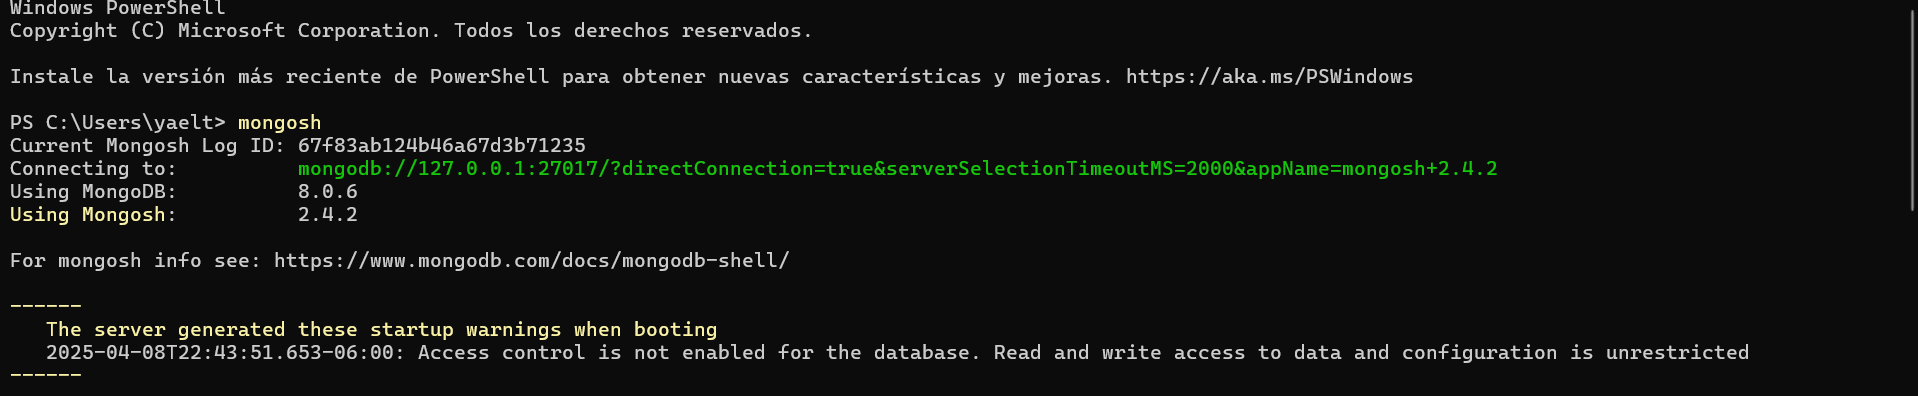 Windows PowerShell
Copyright (C) Microsoft Corporation. Todos los derechos reservados.
Instale la versión más reciente de PowerShell para obtener nuevas características y mejoras. https://aka.ms/PSWindows
PS C:\Users\yaelt> mongosh
Current Mongosh Log ID: 67f83ab124b46a67d3b71235
Connecting to:          mongodb://127.0.0.1:27017/?directConnection=true&serverSelectionTimeoutMS=2000&appName=mongosh+2.4.2
Using MongoDB:          8.0.6
Using Mongosh:          2.4.2
For mongosh info see: https://www.mongodb.com/docs/mongodb-shell/
------
   The server generated these startup warnings when booting
   2025-04-08T22:43:51.653-06:00: Access control is not enabled for the database. Read and write access to data and configuration is unrestricted
------